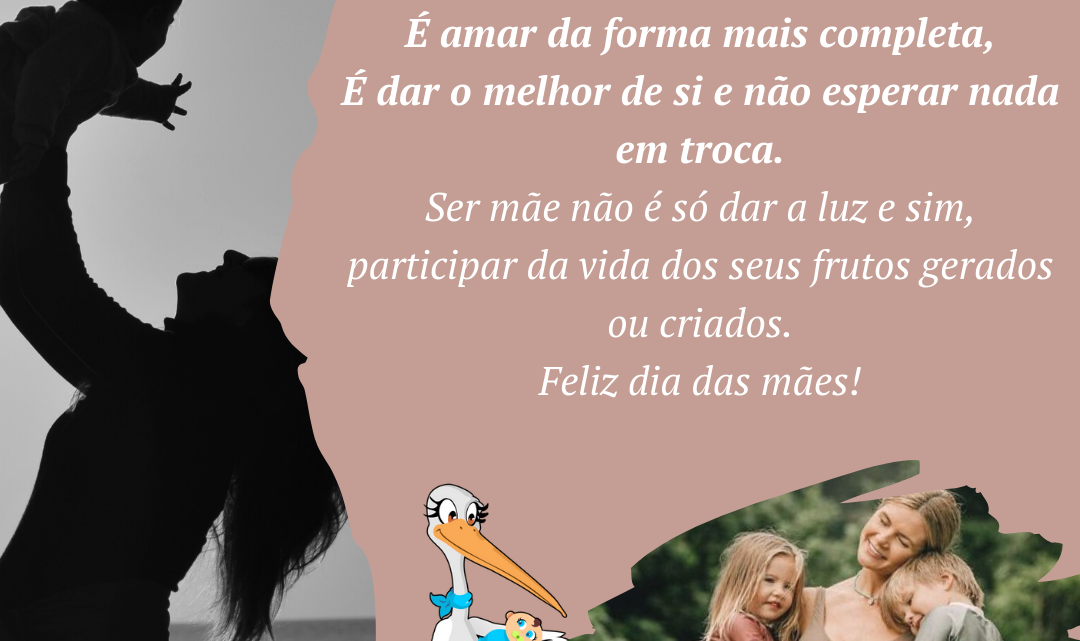 É amar da forma mais completa,
É dar o melhor de si e não esperar nada
em troca.
Ser mãe não é só dar a luz e sim,
participar da vida dos seus frutos gerados
ou criados.
Feliz dia das mães!